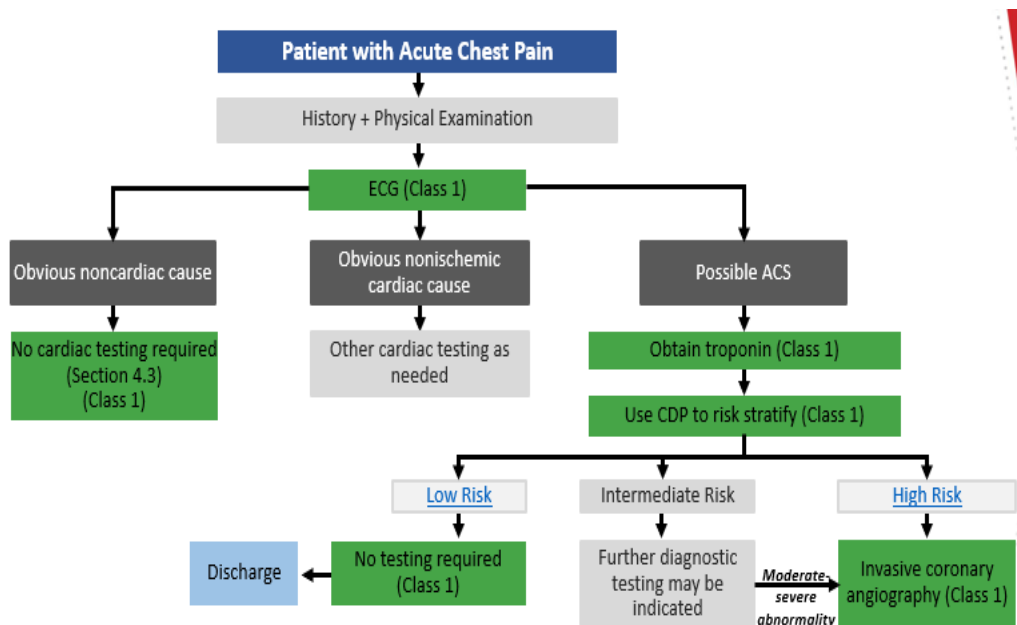 Patient with Acute Chest Pain
History + Physical Examination
ECG (Class 1)
Obvious noncardiac cause
Obvious nonischemic
cardiac cause
Possible ACS
No cardiac testing required
(Section 4.3)
(Class 1)
Other cardiac testing as
needed
Obtain troponin (Class 1)
Use CDP to risk stratify (Class 1)
Low Risk
Intermediate Risk
High Risk
Discharge
No testing required
(Class 1)
Further diagnostic
testing may be
indicated
Moderate-
severe
abnormality
Invasive coronary
angiography (Class 1)